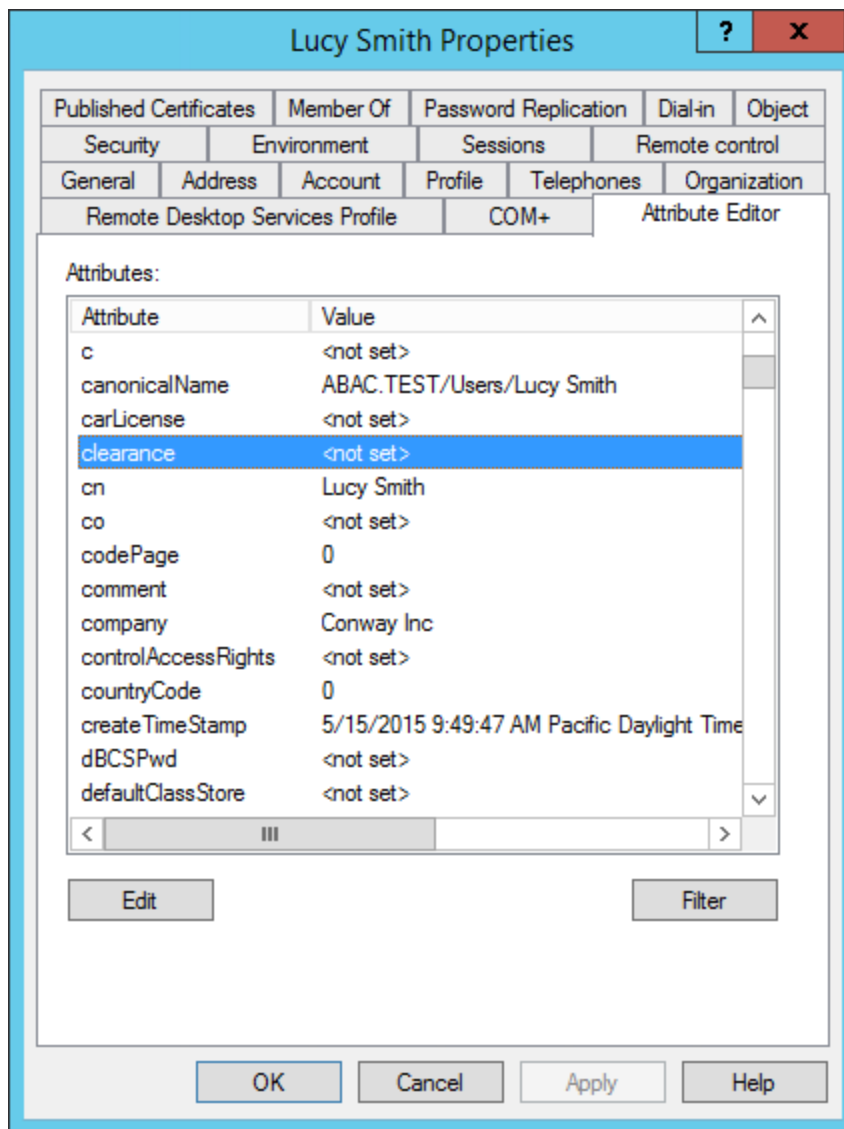 Lucy Smith Properties ? x
Published Certificates Member Of Password Replication Dial-in Object
Security Environment Sessions Remote control
General Address Account Profile Telephones Organization
Remote Desktop Services Profile COM+ Attribute Editor
Attributes:
Attribute Value
c <not set>
canonicalName ABAC.TEST/Users/Lucy Smith
carLicense <not set>
clearance <not set>
cn Lucy Smith
co <not set>
codePage 0
comment <not set>
company Conway Inc
controlAccessRights <not set>
countryCode 0
createTimeStamp 5/15/2015 9:49:47 AM Pacific Daylight Time
dBCSPwd <not set>
defaultClassStore <not set>
Edit Filter
OK Cancel Apply Help